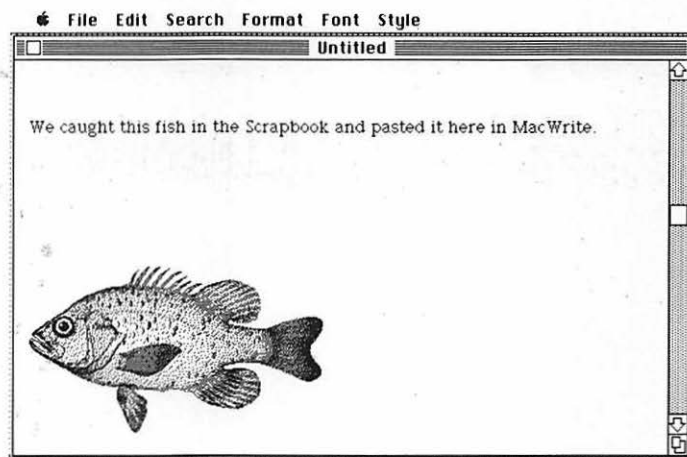 File Edit Search Format Font Style
Untitled
We caught this fish in the Scrapbook and pasted it here in MacWrite.